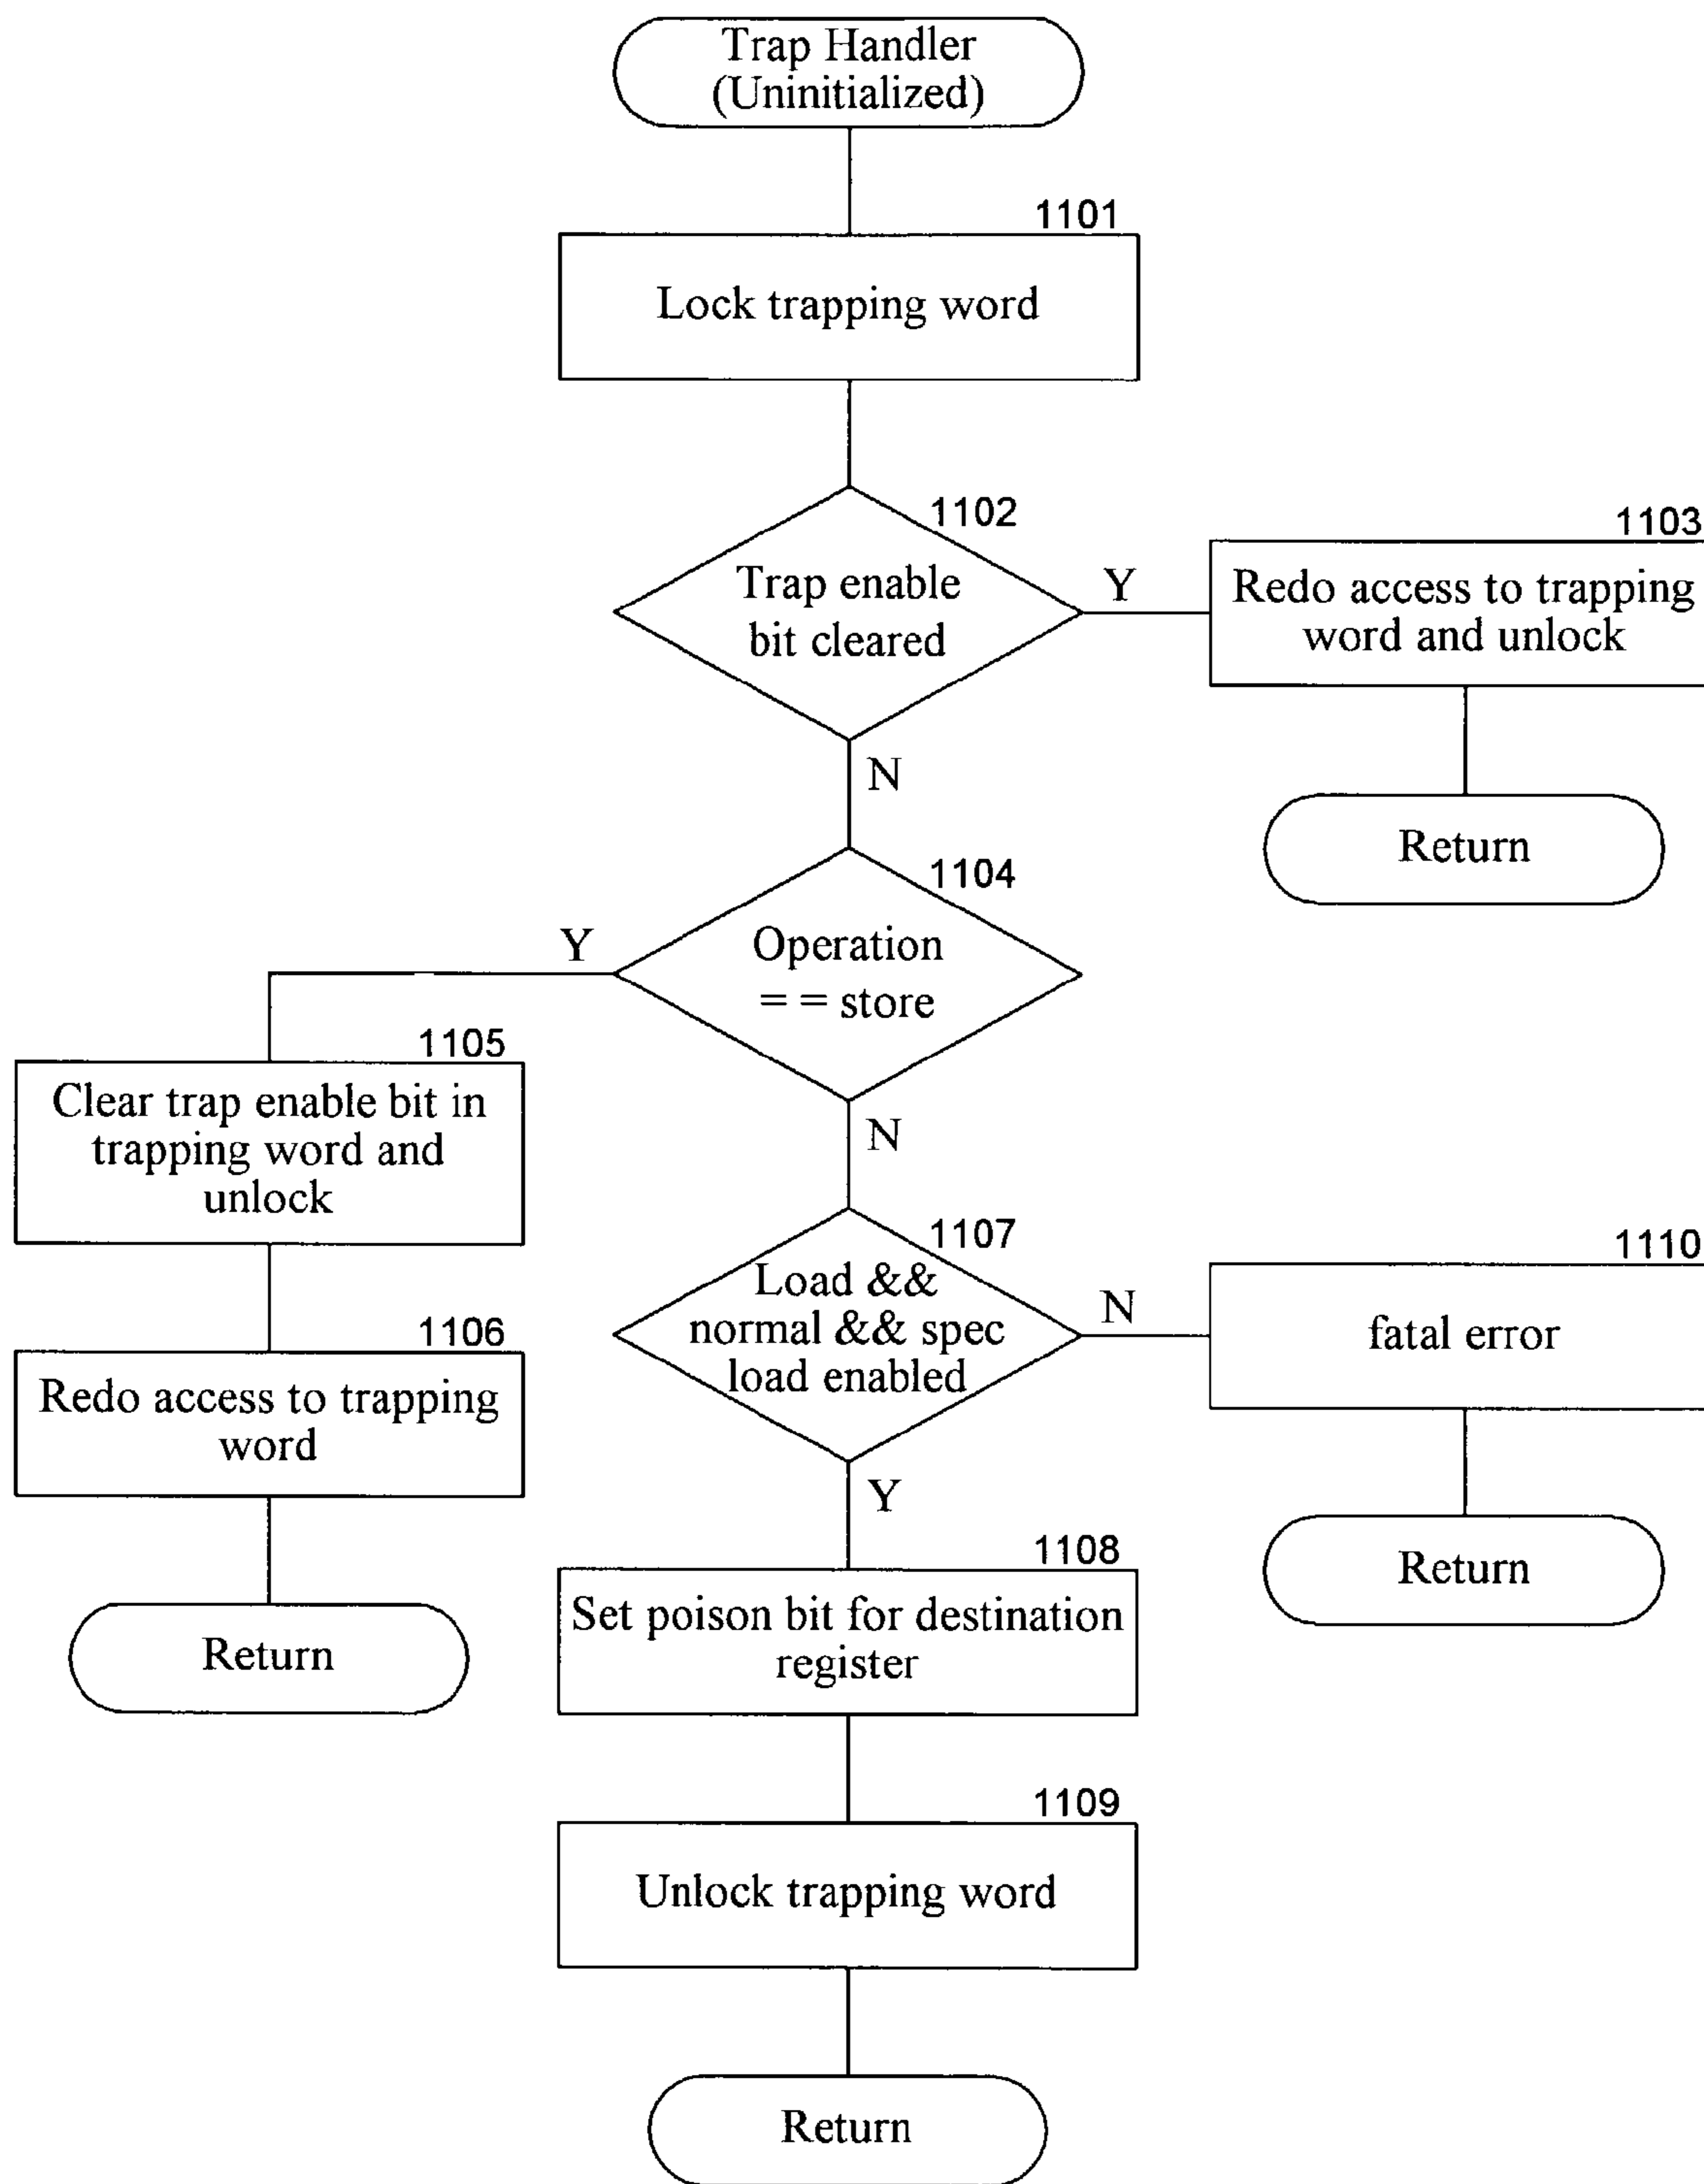 Trap Handler
(Uninitialized)
1101
Lock trapping word
1102
Trap enable
bit cleared
Y
1103
Redo access to trapping
word and unlock
N
Return
1104
Operation
= = store
Y
1105
Clear trap enable bit in
trapping word and
unlock
N
1106
Redo access to trapping
word
Return
1107
Load &&
normal && spec
load enabled
N
1110
fatal error
Return
Y
1108
Set poison bit for destination
register
1109
Unlock trapping word
Return